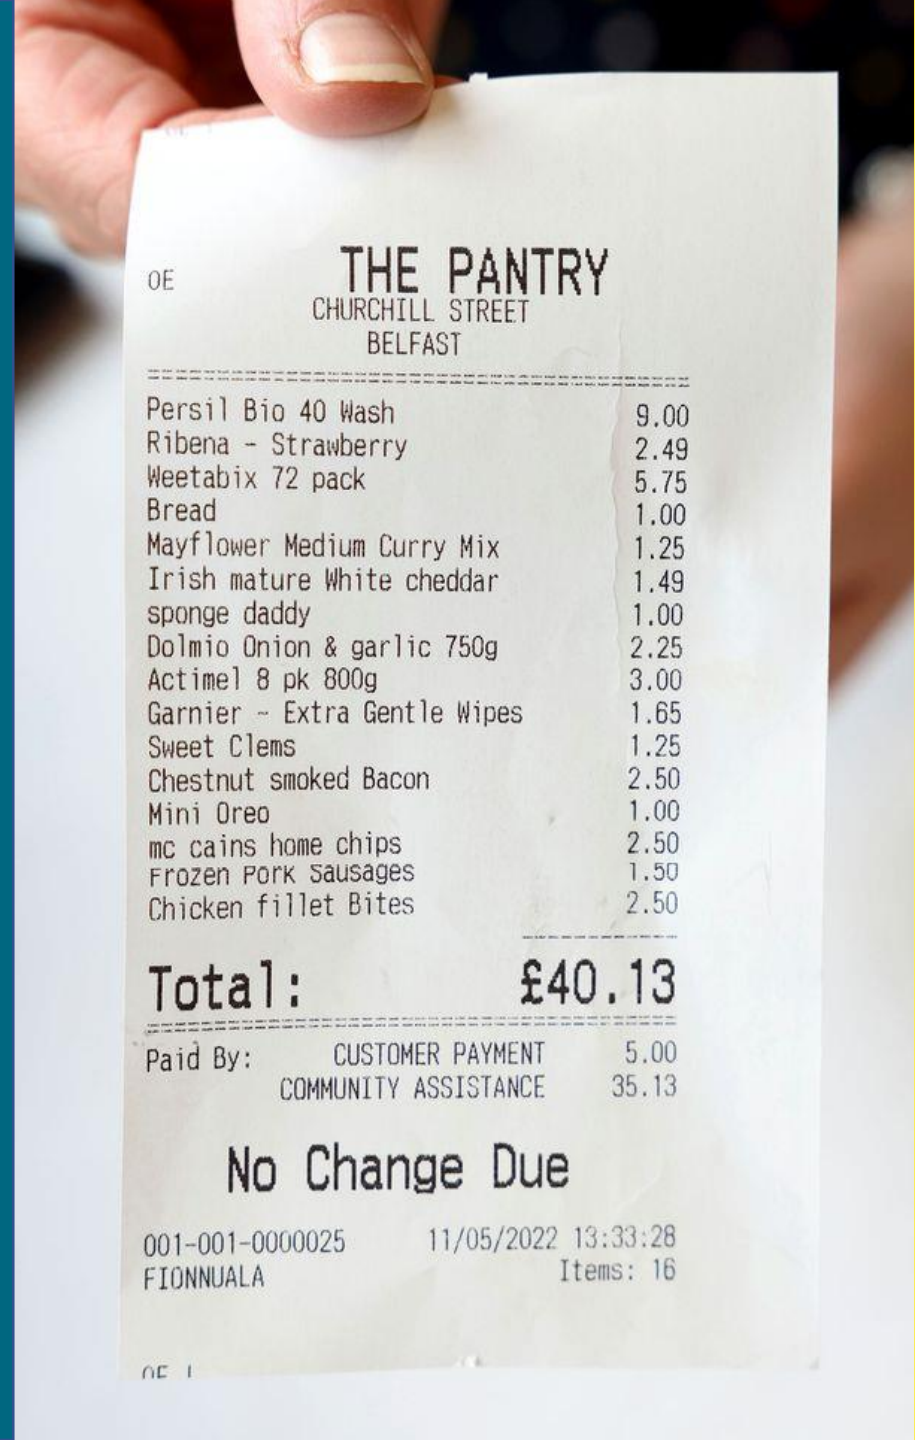 OE THE PANTRY
CHURCHILL STREET
BELFAST
Persil Bio 40 Wash 9.00
Ribena - Strawberry 2.49
Weetabix 72 pack 5.75
Bread 1.00
Mayflower Medium Curry Mix 1.25
Irish mature White cheddar 1.49
sponge daddy 1.00
Dolmio Onion & garlic 750g 2.25
Actimel 8 pk 800g 3.00
Garnier - Extra Gentle Wipes 1.65
Sweet Clems 1.25
Chestnut smoked Bacon 2.50
Mini Oreo 1.00
mc cains home chips 2.50
Frozen Pork Sausages 1.50
Chicken fillet Bites 2.50
Total: £40.13
Paid By: CUSTOMER PAYMENT 5.00
COMMUNITY ASSISTANCE 35.13
No Change Due
001-001-0000025 11/05/2022 13:33:28
FIONNUALA Items: 16